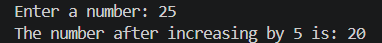 Enter a number: 25
The number after increasing by 5 is: 20